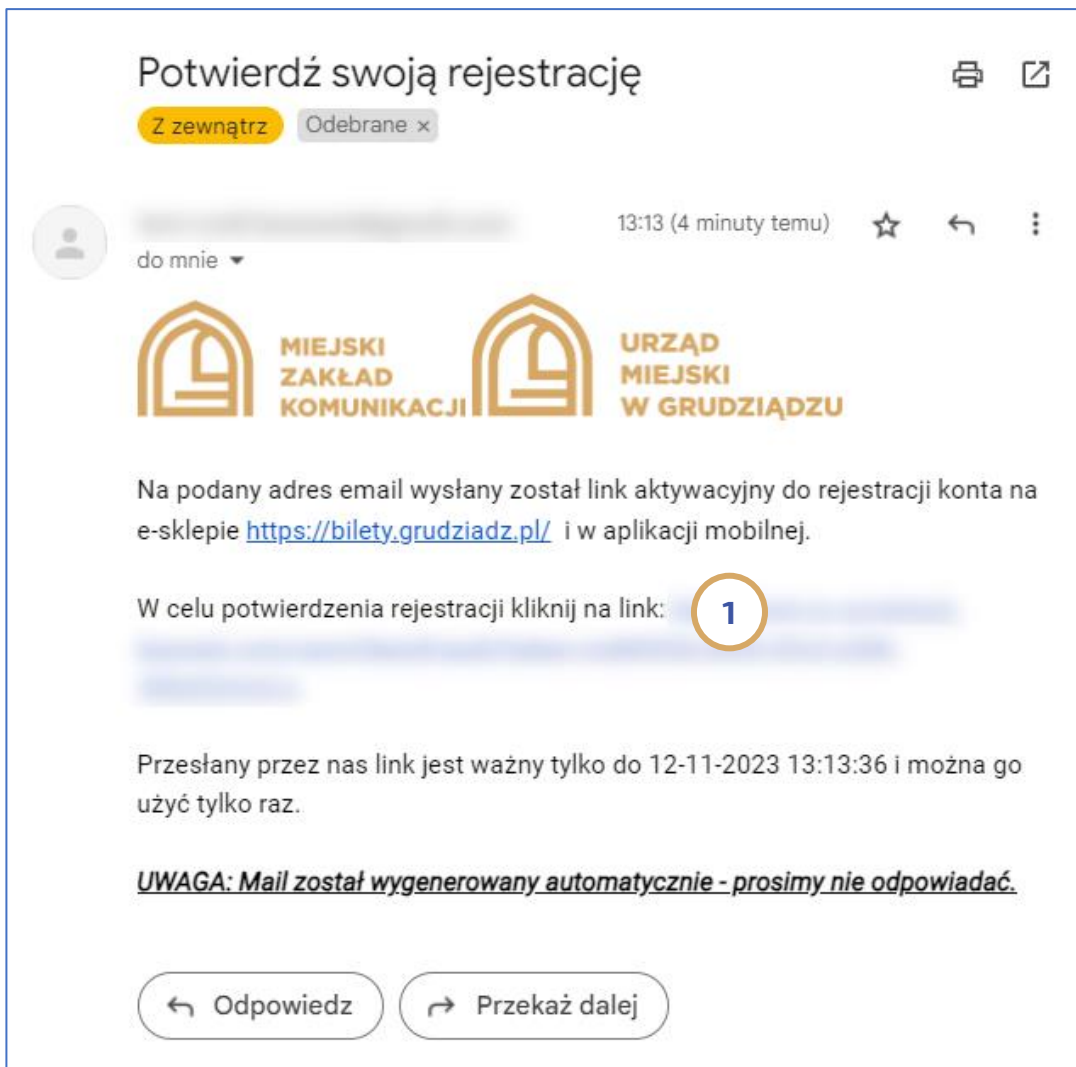 Potwierdź swoją rejestrację
Z zewnątrz Odebrane ×
13:13 (4 minuty temu)
do mnie
MIEJSKI
ZAKŁAD
KOMUNIKACJI
URZĄD
MIEJSKI
W GRUDZIĄDZU
Na podany adres email wysłany został link aktywacyjny do rejestracji konta na
e-sklepie https://bilety.grudziadz.pl/ i w aplikacji mobilnej.
W celu potwierdzenia rejestracji kliknij na link: 1
Przesłany przez nas link jest ważny tylko do 12-11-2023 13:13:36 i można go
użyć tylko raz.
UWAGA: Mail został wygenerowany automatycznie - prosimy nie odpowiadać.
Odpowiedz Przekaż dalej